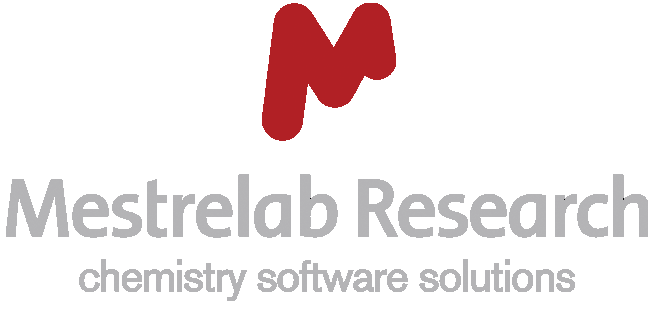 Mestrelab Research
chemistry software solutions